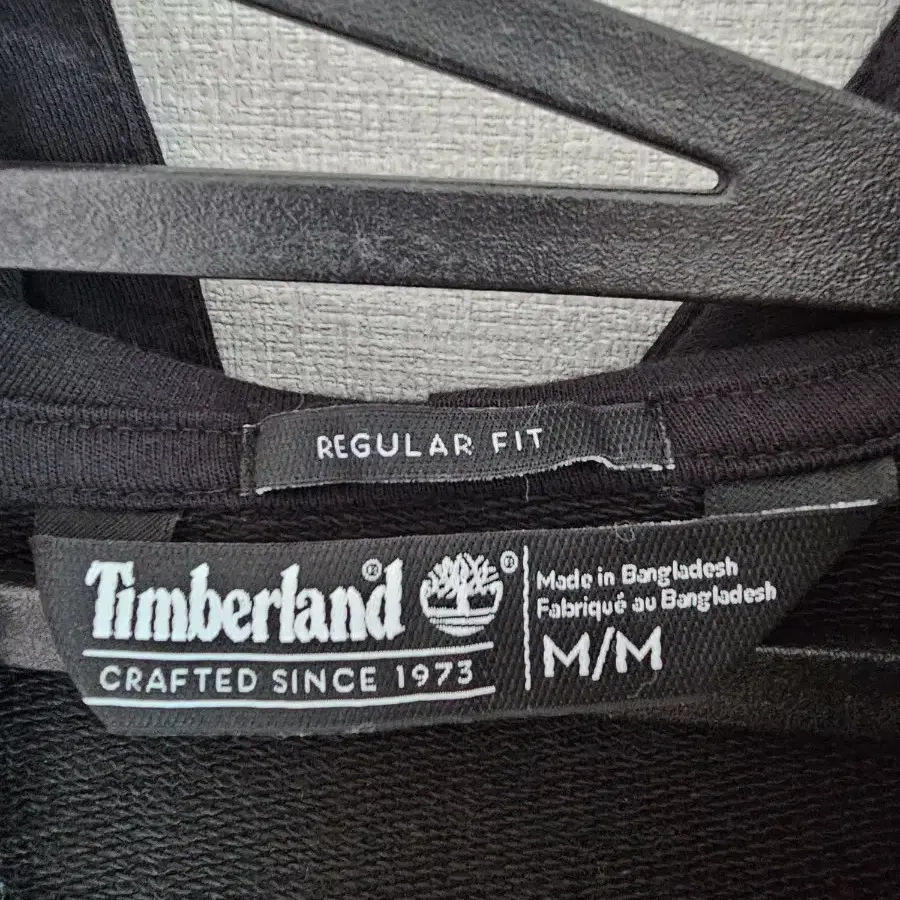 REGULAR FIT
Timberland®
®
CRAFTED SINCE 1973
Made in Bangladesh
Fabriqué au Bangladesh
M/M